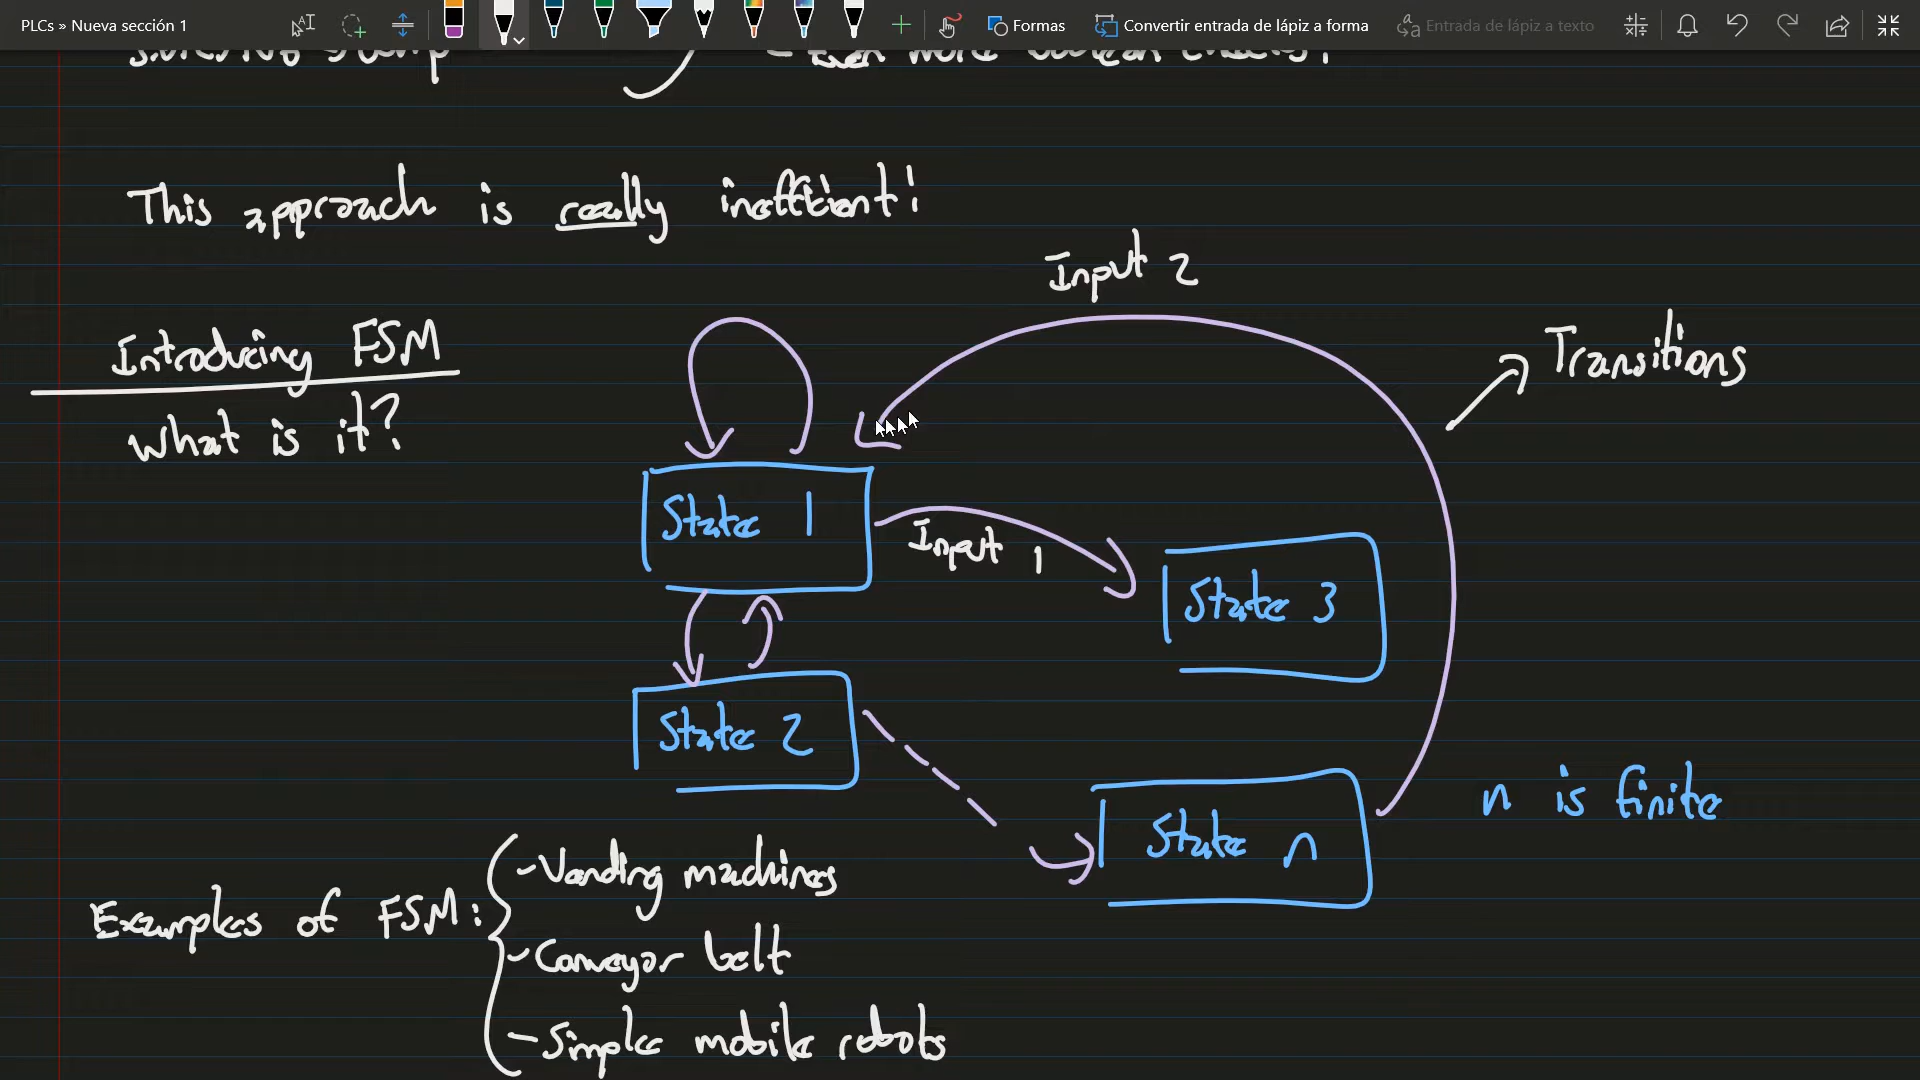 PLCs » Nueva sección 1
Formas
Convertir entrada de lápiz a forma
Entrada de lápiz a texto
This approach is really inefficient!
Input 2
Introducing FSM
What is it?
Transitions
State 1
Input 1
State 3
State 2
State n
n is finite
Examples of FSM:
- Vending machines
- Conveyor belt
- Simple mobile robots